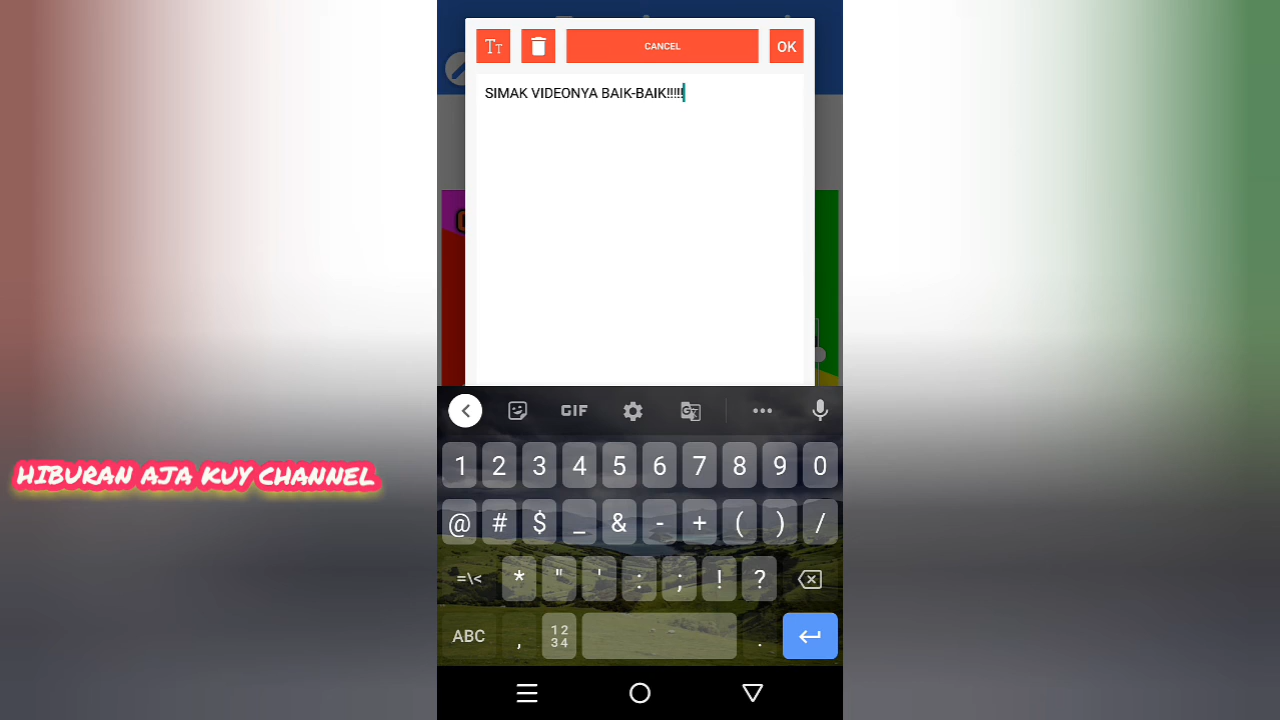 TT
CANCEL
OK
SIMAK VIDEONYA BAIK-BAIK!!!!!
GIF
1 2 3 4 5 6 7 8 9 0
@ # $ _ & - + ( ) /
=\< * " ' : ; ! ?
ABC , 12 34 .
HIBURAN AJA KUY CHANNEL